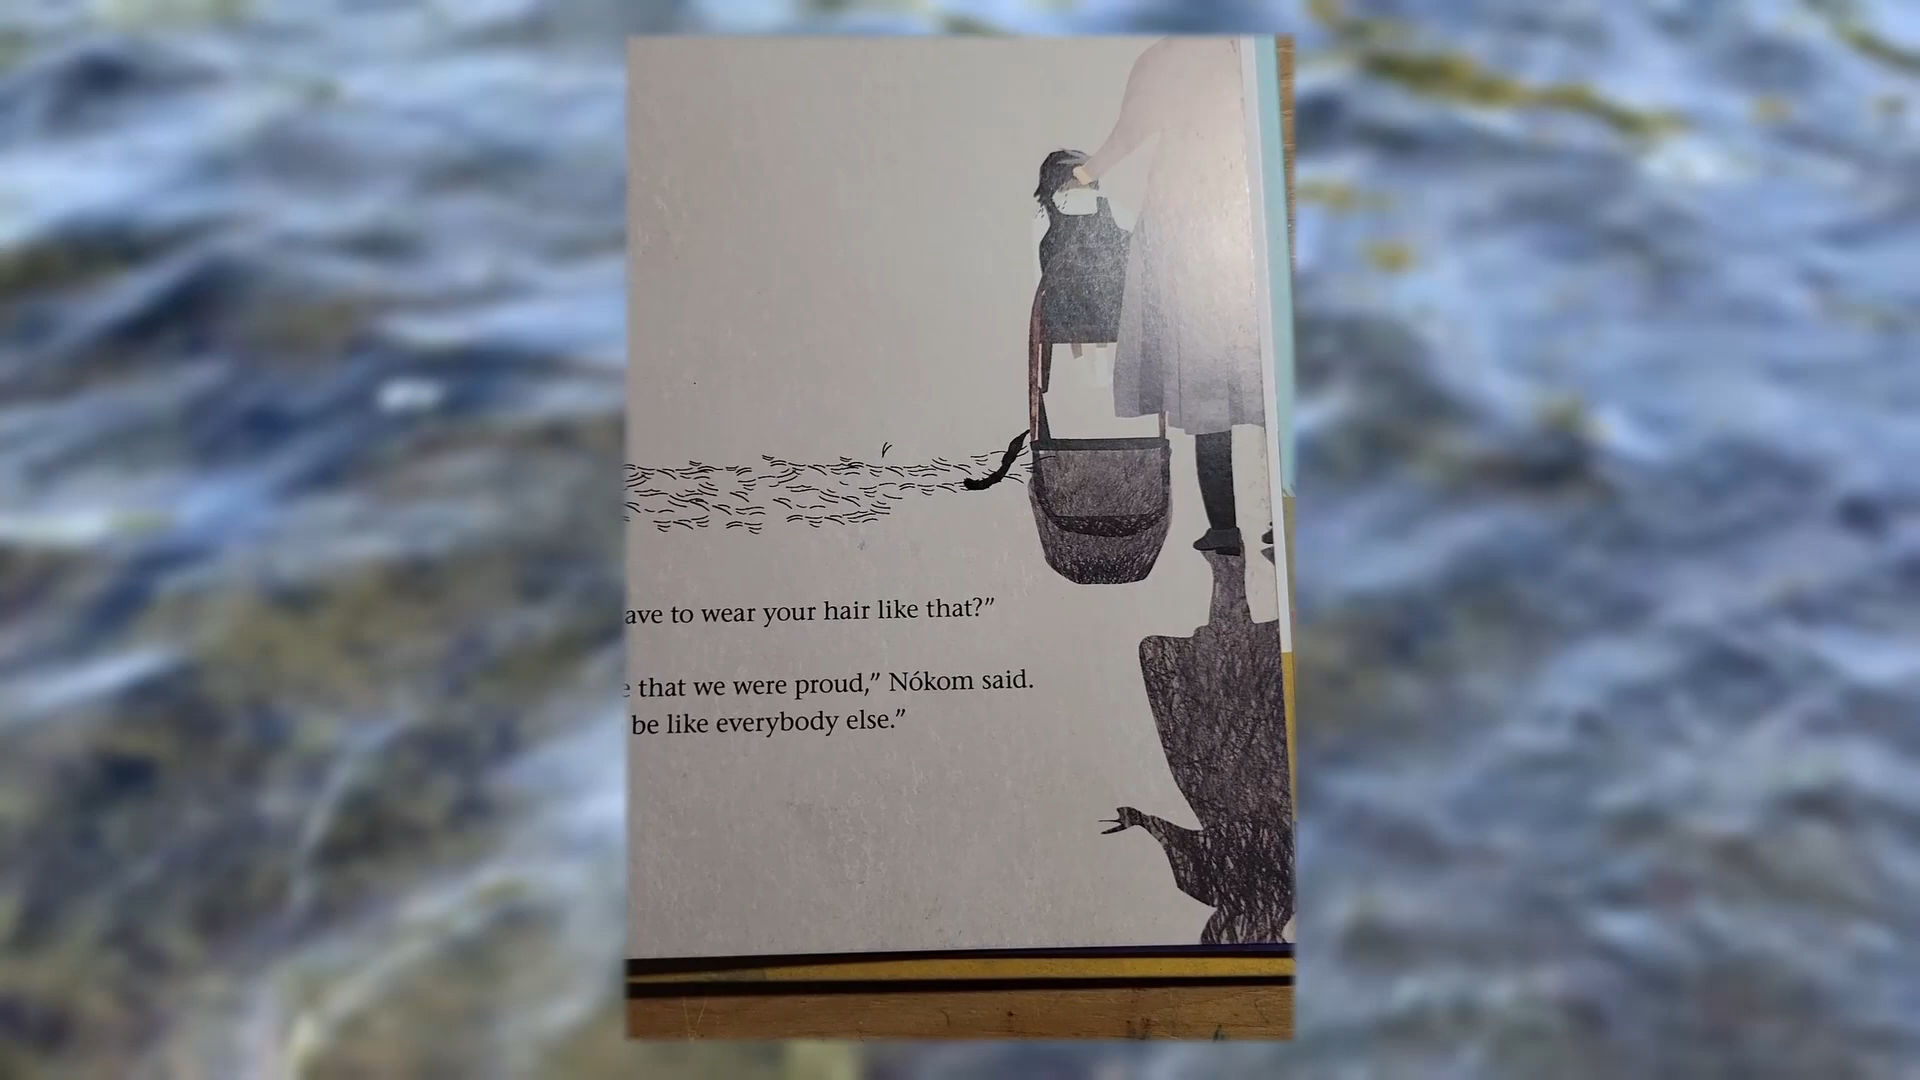 ave to wear your hair like that?”
e that we were proud,” Nókom said.
be like everybody else.”